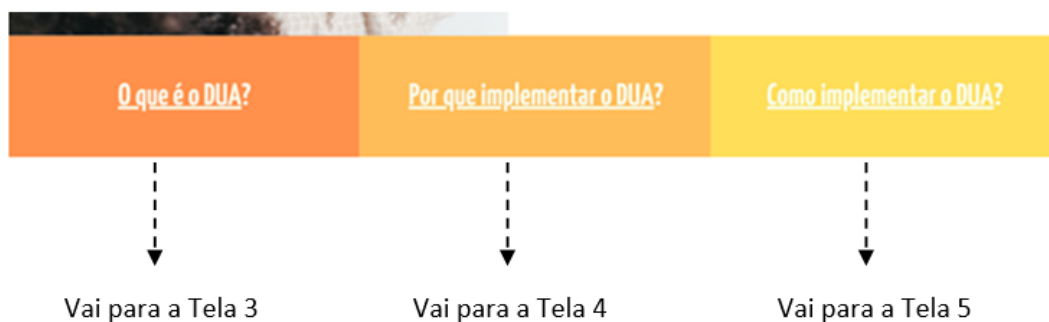 O que é o DUA?
Por que implementar o DUA?
Como implementar o DUA?
Vai para a Tela 3
Vai para a Tela 4
Vai para a Tela 5